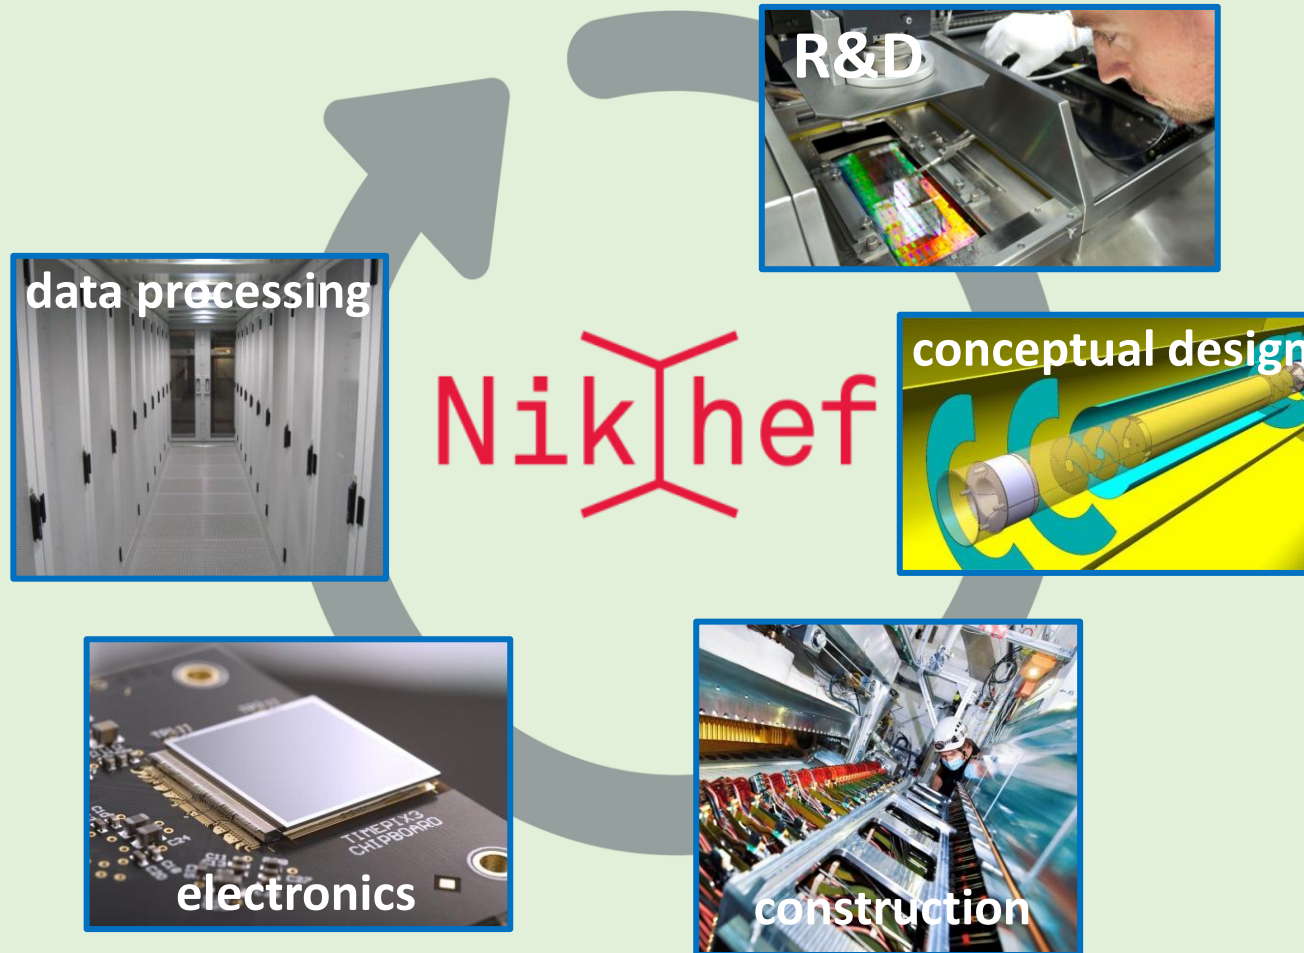 R&D
data processing
conceptual design
Nikhef
TIMEPIX3
CHIPBOARD
electronics
construction